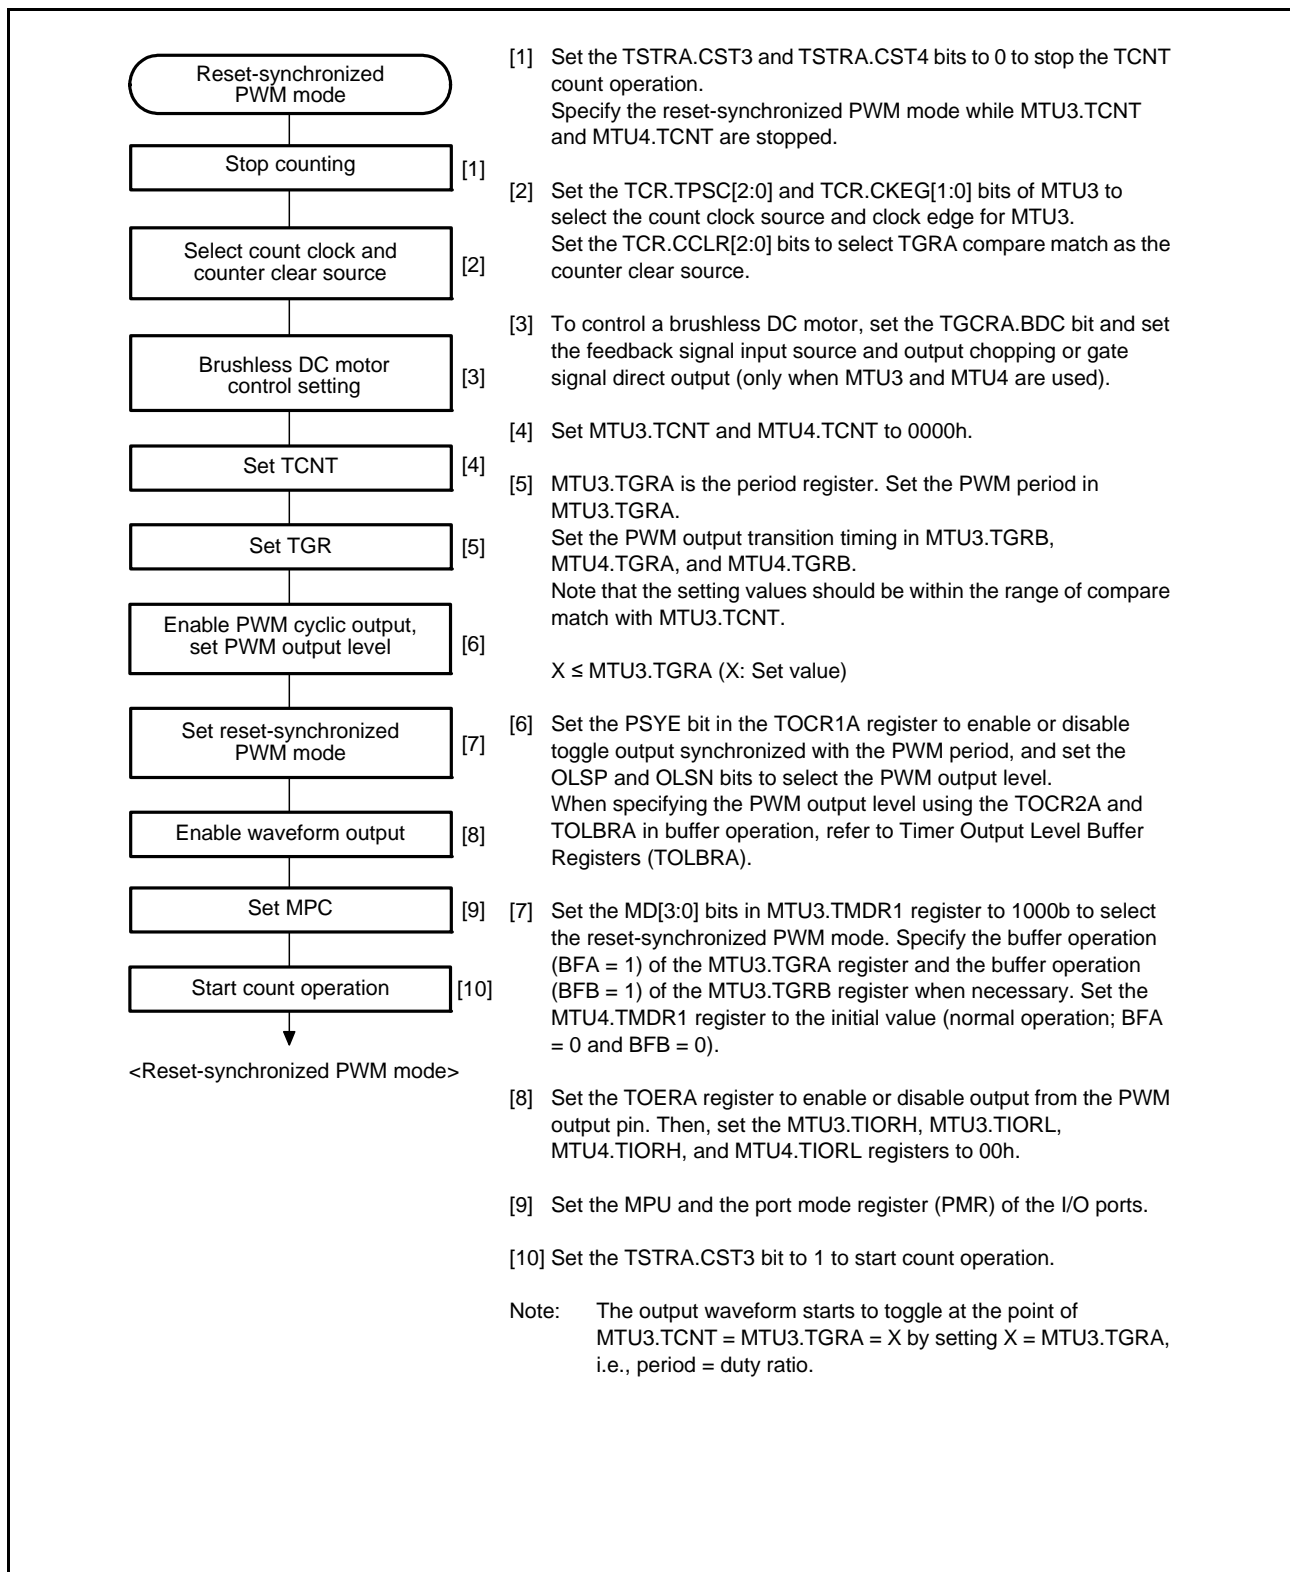 Reset-synchronized
PWM mode
Stop counting
[1]
Select count clock and
counter clear source
[2]
Brushless DC motor
control setting
[3]
Set TCNT
[4]
Set TGR
[5]
Enable PWM cyclic output,
set PWM output level
[6]
Set reset-synchronized
PWM mode
[7]
Enable waveform output
[8]
Set MPC
[9]
Start count operation
[10]
<Reset-synchronized PWM mode>
[1] Set the TSTRA.CST3 and TSTRA.CST4 bits to 0 to stop the TCNT
count operation.
Specify the reset-synchronized PWM mode while MTU3.TCNT
and MTU4.TCNT are stopped.
[2] Set the TCR.TPSC[2:0] and TCR.CKEG[1:0] bits of MTU3 to
select the count clock source and clock edge for MTU3.
Set the TCR.CCLR[2:0] bits to select TGRA compare match as the
counter clear source.
[3] To control a brushless DC motor, set the TGCRA.BDC bit and set
the feedback signal input source and output chopping or gate
signal direct output (only when MTU3 and MTU4 are used).
[4] Set MTU3.TCNT and MTU4.TCNT to 0000h.
[5] MTU3.TGRA is the period register. Set the PWM period in
MTU3.TGRA.
Set the PWM output transition timing in MTU3.TGRB,
MTU4.TGRA, and MTU4.TGRB.
Note that the setting values should be within the range of compare
match with MTU3.TCNT.
X ≤ MTU3.TGRA (X: Set value)
[6] Set the PSYE bit in the TOCR1A register to enable or disable
toggle output synchronized with the PWM period, and set the
OLSP and OLSN bits to select the PWM output level.
When specifying the PWM output level using the TOCR2A and
TOLBRA in buffer operation, refer to Timer Output Level Buffer
Registers (TOLBRA).
[7] Set the MD[3:0] bits in MTU3.TMDR1 register to 1000b to select
the reset-synchronized PWM mode. Specify the buffer operation
(BFA = 1) of the MTU3.TGRA register and the buffer operation
(BFB = 1) of the MTU3.TGRB register when necessary. Set the
MTU4.TMDR1 register to the initial value (normal operation; BFA
= 0 and BFB = 0).
[8] Set the TOERA register to enable or disable output from the PWM
output pin. Then, set the MTU3.TIORH, MTU3.TIORL,
MTU4.TIORH, and MTU4.TIORL registers to 00h.
[9] Set the MPU and the port mode register (PMR) of the I/O ports.
[10] Set the TSTRA.CST3 bit to 1 to start count operation.
Note: The output waveform starts to toggle at the point of
MTU3.TCNT = MTU3.TGRA = X by setting X = MTU3.TGRA,
i.e., period = duty ratio.